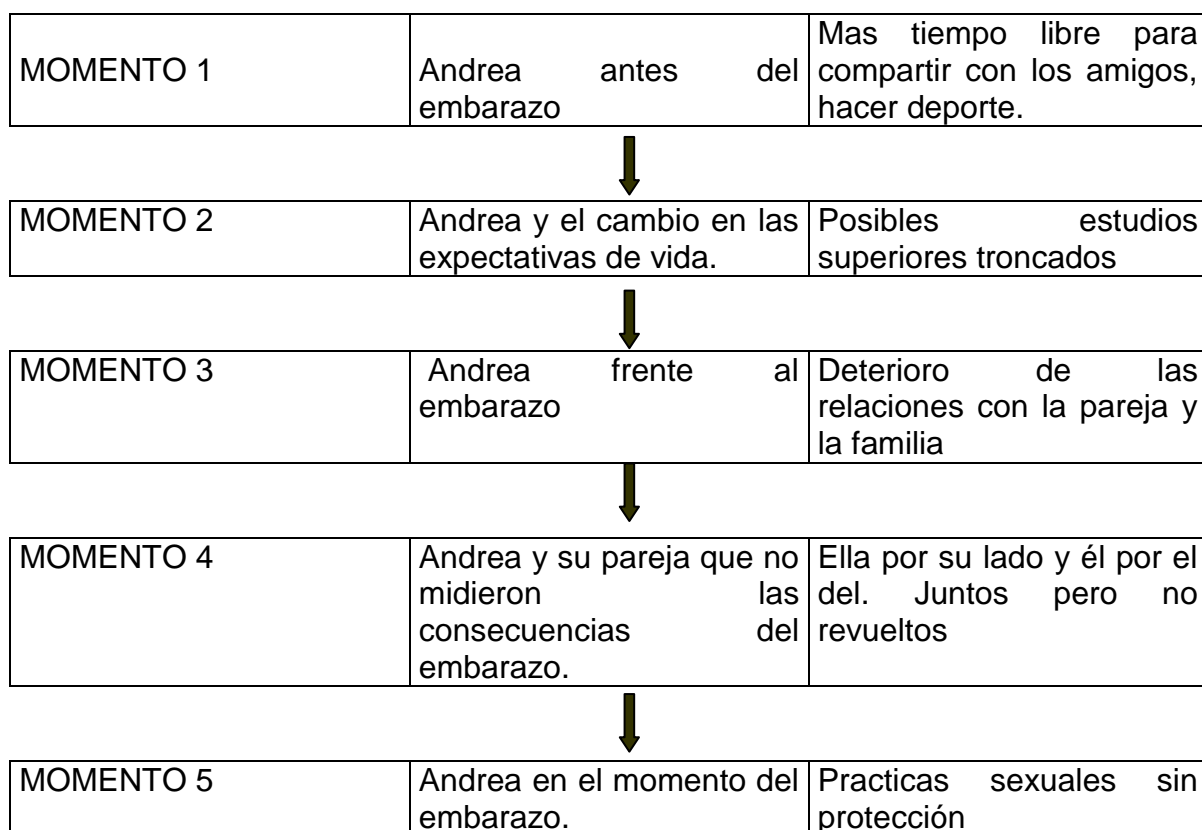 MOMENTO 1
Andrea antes del
embarazo
Mas tiempo libre para
compartir con los amigos,
hacer deporte.
MOMENTO 2
Andrea y el cambio en las
expectativas de vida.
Posibles estudios
superiores troncados
MOMENTO 3
Andrea frente al
embarazo
Deterioro de las
relaciones con la pareja y
la familia
MOMENTO 4
Andrea y su pareja que no
midieron las
consecuencias del
embarazo.
Ella por su lado y él por el
del. Juntos pero no
revueltos
MOMENTO 5
Andrea en el momento del
embarazo.
Practicas sexuales sin
protección